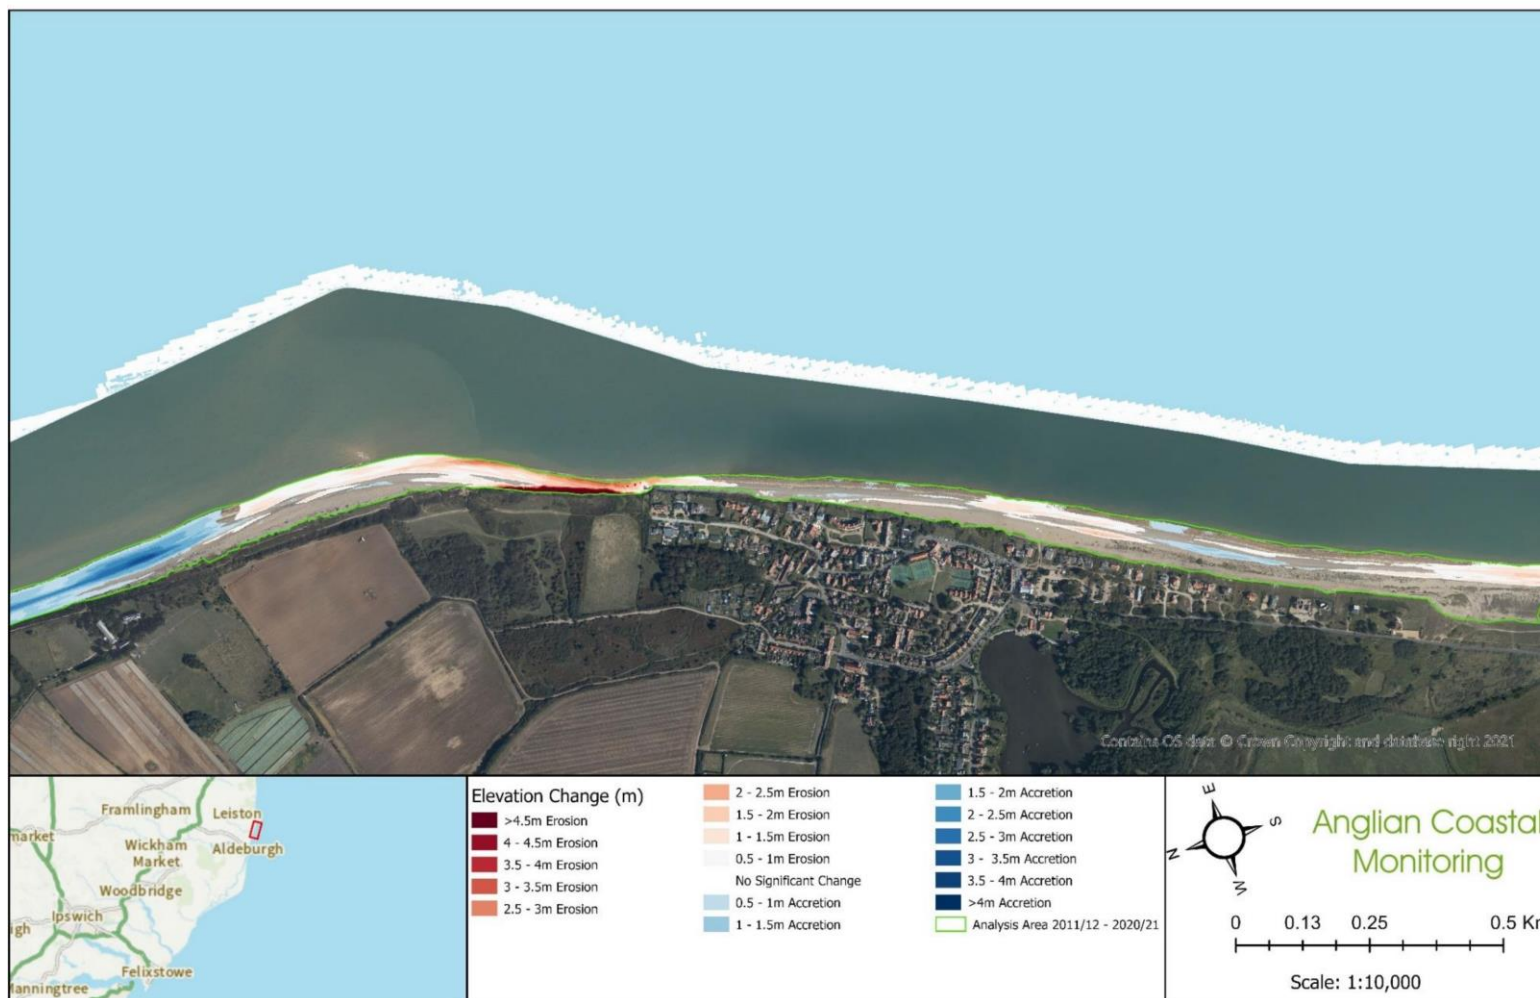 Contains OS data © Crown Copyright and database right 2021
Framlingham
Leiston
market
Wickham
Market
Aldeburgh
Woodbridge
Ipswich
igh
Felixstowe
Manningtree
Elevation Change (m)
>4.5m Erosion
4 - 4.5m Erosion
3.5 - 4m Erosion
3 - 3.5m Erosion
2.5 - 3m Erosion
2 - 2.5m Erosion
1.5 - 2m Erosion
1 - 1.5m Erosion
0.5 - 1m Erosion
No Significant Change
0.5 - 1m Accretion
1 - 1.5m Accretion
1.5 - 2m Accretion
2 - 2.5m Accretion
2.5 - 3m Accretion
3 - 3.5m Accretion
3.5 - 4m Accretion
>4m Accretion
Analysis Area 2011/12 - 2020/21
E
S
N
W
Anglian Coastal
Monitoring
0 0.13 0.25 0.5 Km
Scale: 1:10,000